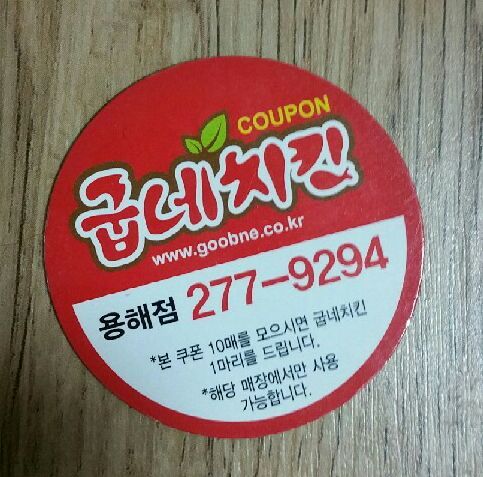 COUPON
굽네치킨
www.goobne.co.kr
용해점 277-9294
*본 쿠폰 10매를 모으시면 굽네치킨
1마리를 드립니다.
*해당 매장에서만 사용
가능합니다.